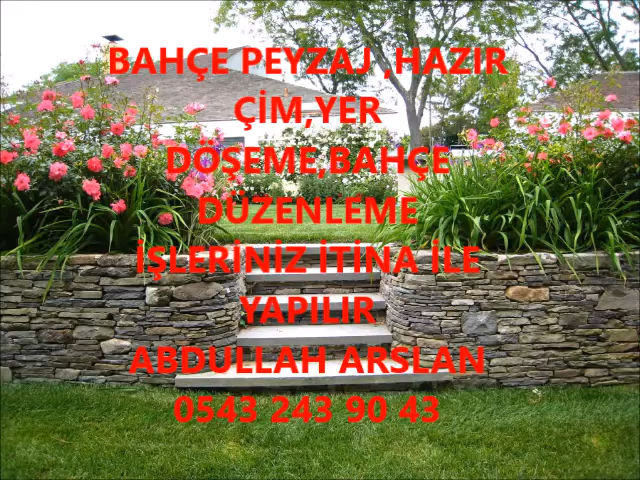 BAHÇE PEYZAJ ,HAZIR
ÇİM,YER
DÖŞEME,BAHÇE
DÜZENLEME
İŞLERİNİZ İTİNA İLE
YAPILIR
ABDULLAH ARSLAN
0543 243 90 43